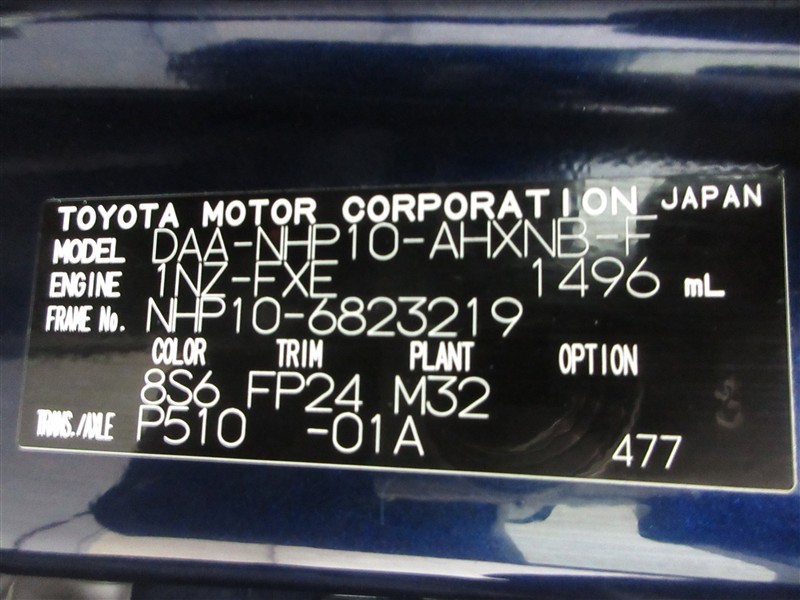 TOYOTA MOTOR CORPORATION JAPAN
MODEL DAA-NHP10-AHXNB-F
ENGINE 1NZ-FXE 1496 mL
FRAME No. NHP10-6823219
COLOR TRIM PLANT OPTION
8S6 FP24 M32
TRANS./AXLE P510 -01A 477